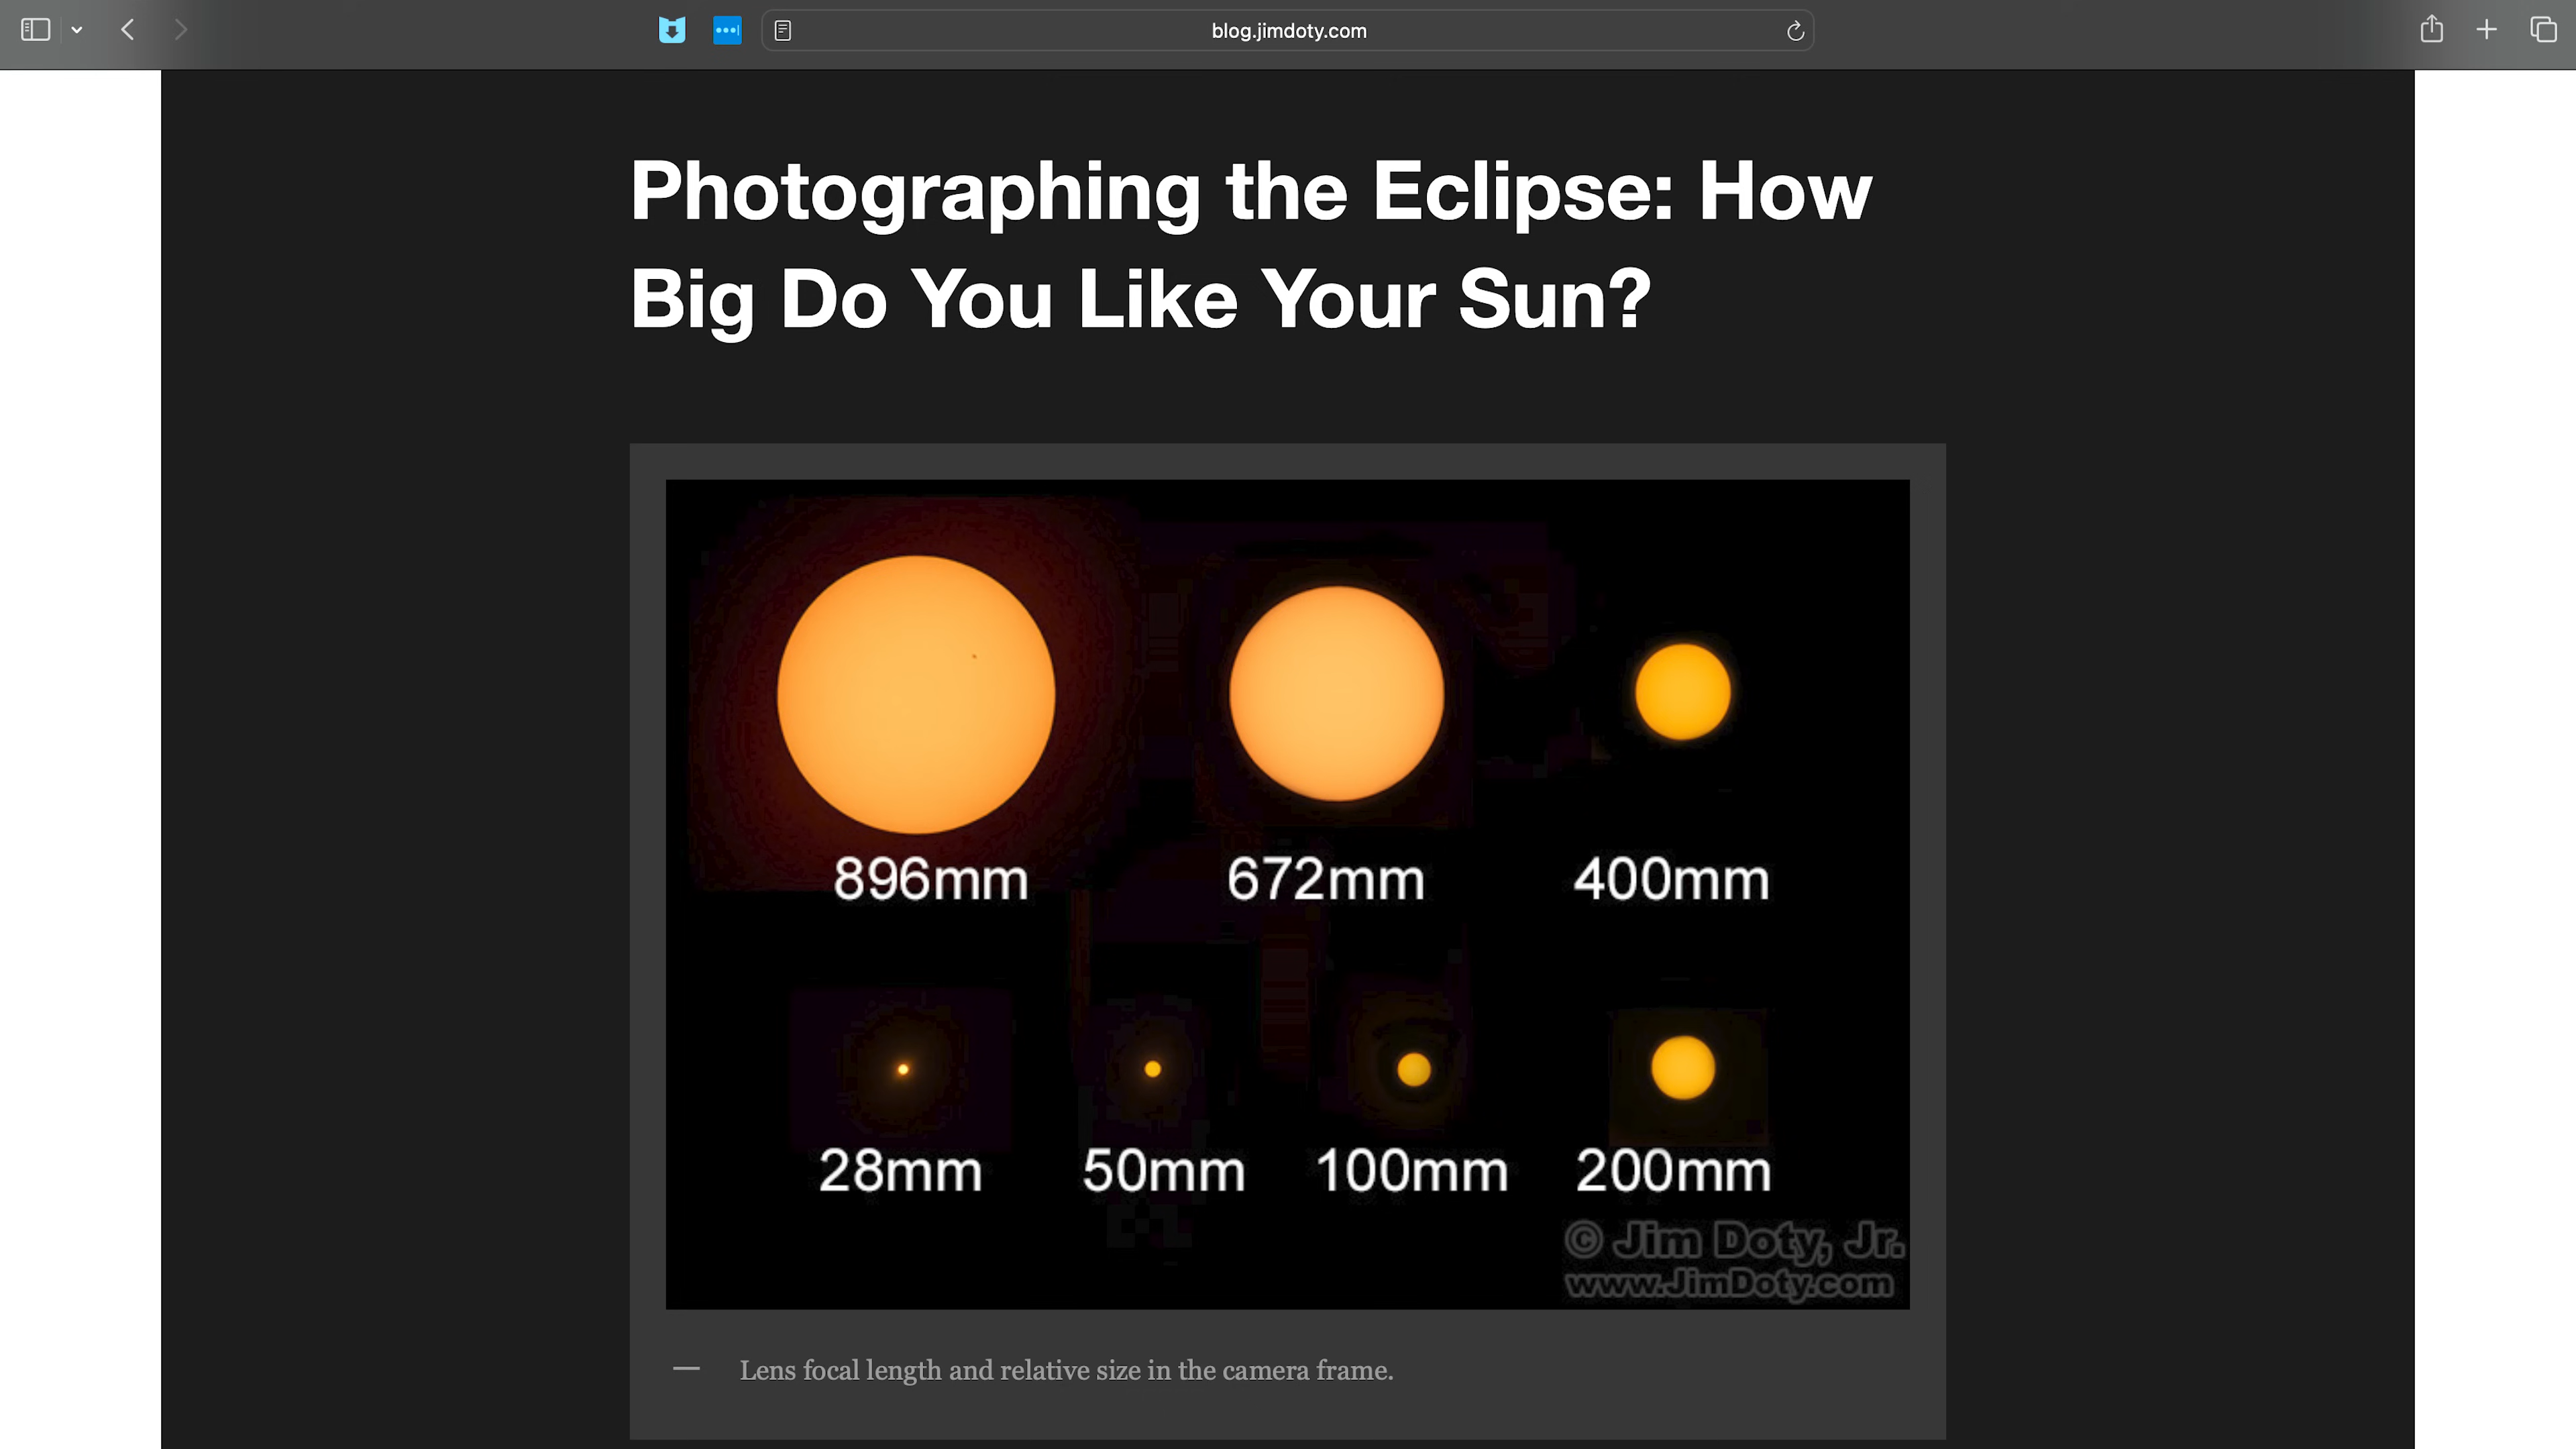 blog.jimdoty.com
Photographing the Eclipse: How
Big Do You Like Your Sun?
896mm 672mm 400mm
28mm 50mm 100mm 200mm
© Jim Doty, Jr.
www.JimDoty.com
— Lens focal length and relative size in the camera frame.